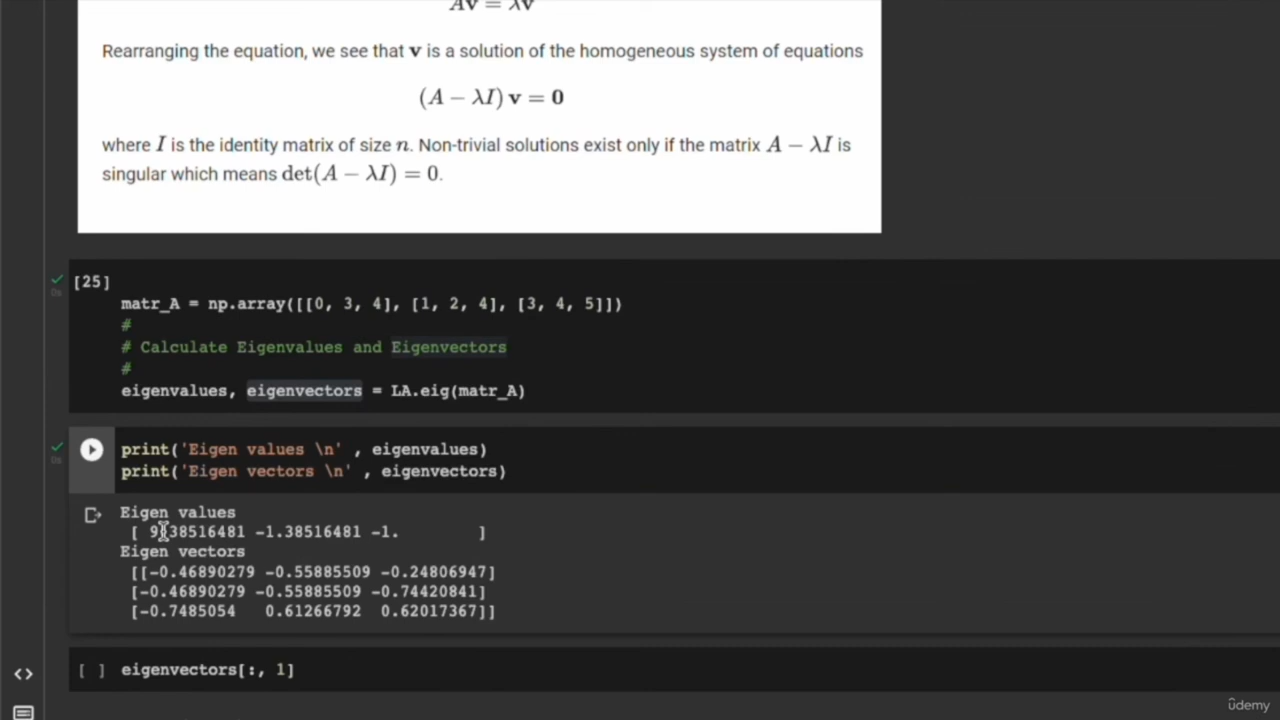 Av = λv
Rearranging the equation, we see that v is a solution of the homogeneous system of equations
(A − λI) v = 0
where I is the identity matrix of size n. Non-trivial solutions exist only if the matrix A − λI is
singular which means det(A − λI) = 0.
[25]
matr_A = np.array([[0, 3, 4], [1, 2, 4], [3, 4, 5]])
#
# Calculate Eigenvalues and Eigenvectors
#
eigenvalues, eigenvectors = LA.eig(matr_A)
print('Eigen values \n' , eigenvalues)
print('Eigen vectors \n' , eigenvectors)
Eigen values
[ 9.38516481 -1.38516481 -1. ]
Eigen vectors
[[-0.46890279 -0.55885509 -0.24806947]
[-0.46890279 -0.55885509 -0.74420841]
[-0.7485054 0.61266792 0.62017367]]
[ ] eigenvectors[:, 1]
ûdemy